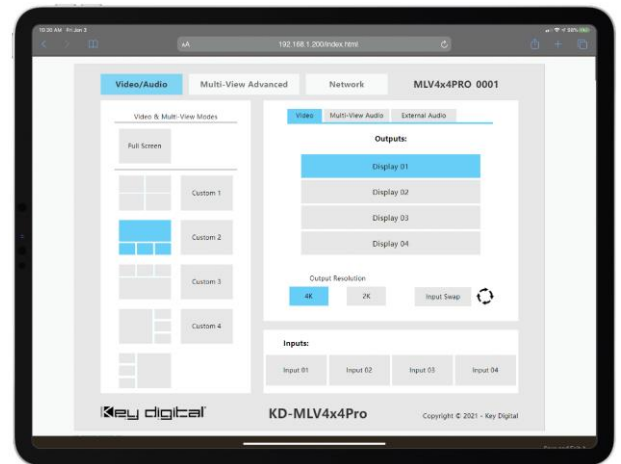 10:20 AM Fri Jan 3
AA 192.168.1.200/index.html
Video/Audio Multi-View Advanced Network MLV4x4PRO 0001
Video & Multi-View Modes
Full Screen
Custom 1
Custom 2
Custom 3
Custom 4
Video Multi-View Audio External Audio
Outputs:
Display 01
Display 02
Display 03
Display 04
Output Resolution
4K 2K Input Swap
Inputs:
Input 01 Input 02 Input 03 Input 04
Key digital KD-MLV4x4Pro Copyright © 2021 - Key Digital